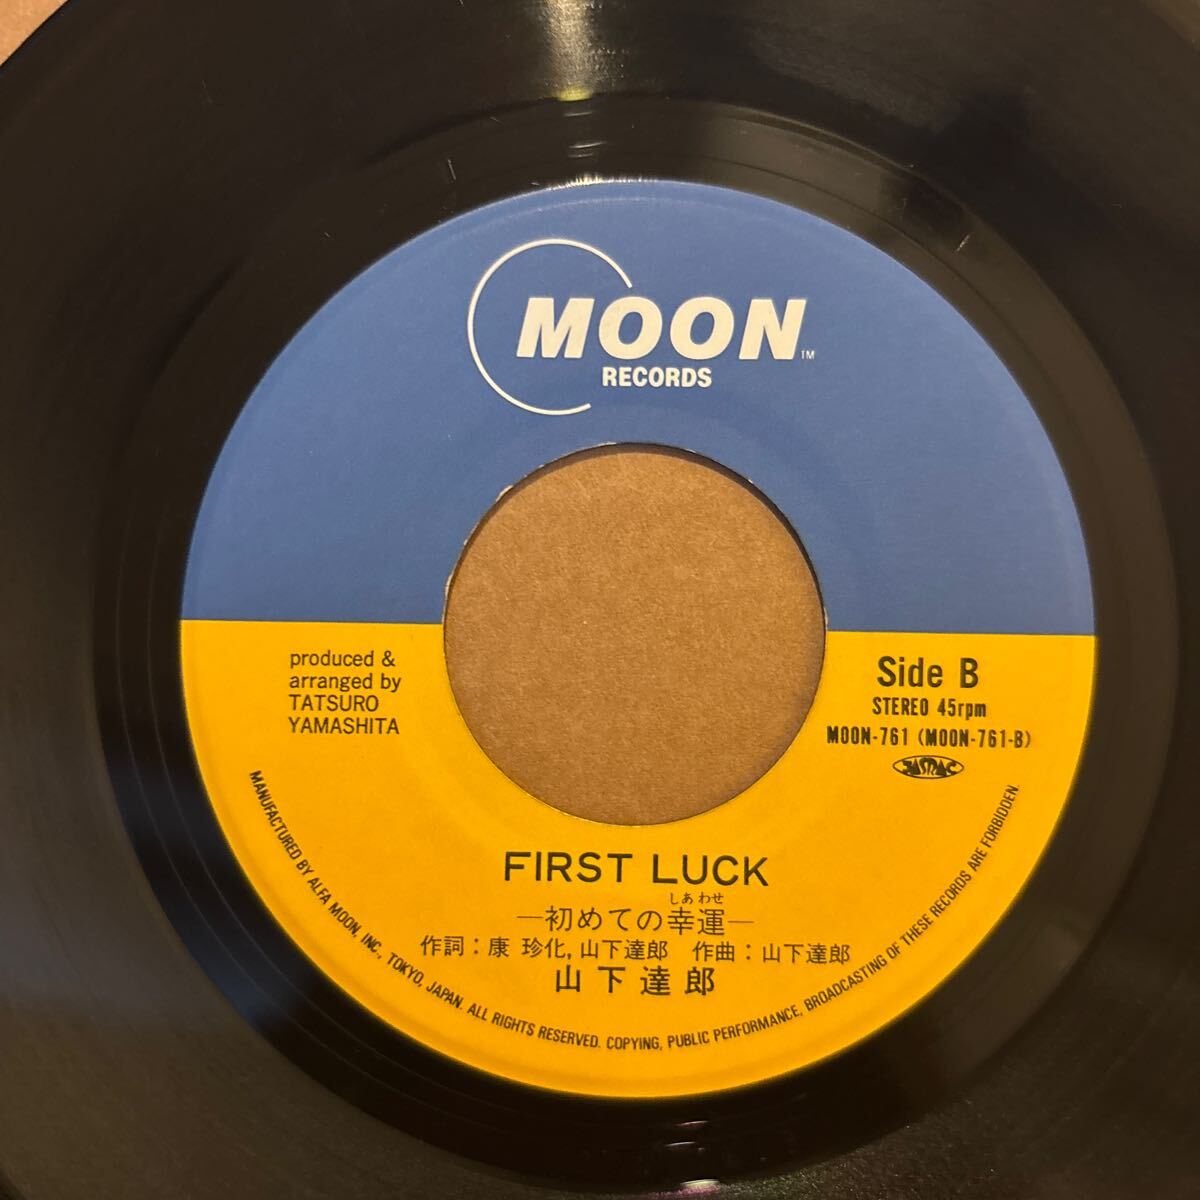 MOON™
RECORDS
produced &
arranged by
TATSURO
YAMASHITA
Side B
STEREO 45rpm
MOON-761 (MOON-761-B)
JASRAC
FIRST LUCK
しあわせ
—初めての幸運—
作詞：康 珍化,山下達郎 作曲：山下達郎
山下達郎
MANUFACTURED BY ALFA MOON, INC., TOKYO, JAPAN. ALL RIGHTS RESERVED. COPYING, PUBLIC PERFORMANCE, BROADCASTING OF THESE RECORDS ARE FORBIDDEN.